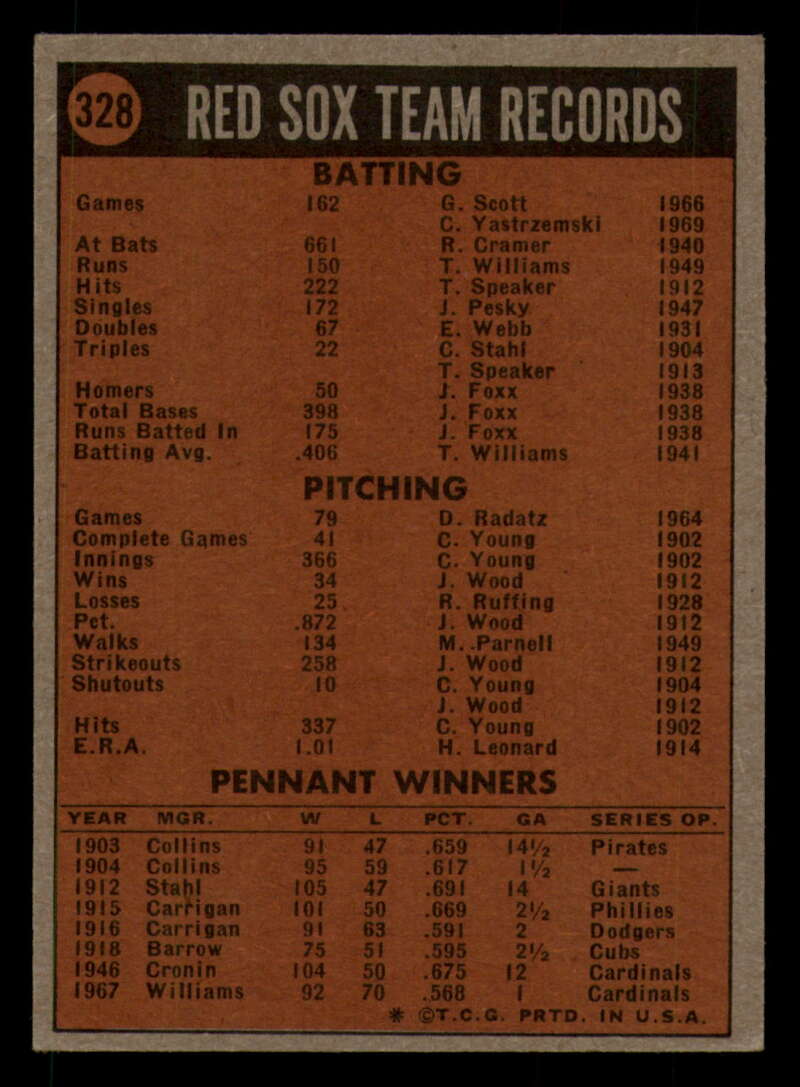 328 RED SOX TEAM RECORDS
BATTING
Games 162 G. Scott 1966
C. Yastrzemski 1969
At Bats 661 R. Cramer 1940
Runs 150 T. Williams 1949
Hits 222 T. Speaker 1912
Singles 172 J. Pesky 1947
Doubles 67 E. Webb 1931
Triples 22 C. Stahl 1904
T. Speaker 1913
Homers 50 J. Foxx 1938
Total Bases 398 J. Foxx 1938
Runs Batted In 175 J. Foxx 1938
Batting Avg. .406 T. Williams 1941
PITCHING
Games 79 D. Radatz 1964
Complete Games 41 C. Young 1902
Innings 366 C. Young 1902
Wins 34 J. Wood 1912
Losses 25 R. Ruffing 1928
Pct. .872 J. Wood 1912
Walks 134 M. Parnell 1949
Strikeouts 258 J. Wood 1912
Shutouts 10 C. Young 1904
J. Wood 1912
Hits 337 C. Young 1902
E.R.A. 1.01 H. Leonard 1914
PENNANT WINNERS
YEAR MGR. W L PCT. GA SERIES OP.
1903 Collins 91 47 .659 14½ Pirates
1904 Collins 95 59 .617 1½ —
1912 Stahl 105 47 .691 14 Giants
1915 Carrigan 101 50 .669 2½ Phillies
1916 Carrigan 91 63 .591 2 Dodgers
1918 Barrow 75 51 .595 2½ Cubs
1946 Cronin 104 50 .675 12 Cardinals
1967 Williams 92 70 .568 1 Cardinals
* ©T.C.G. PRTD. IN U.S.A.